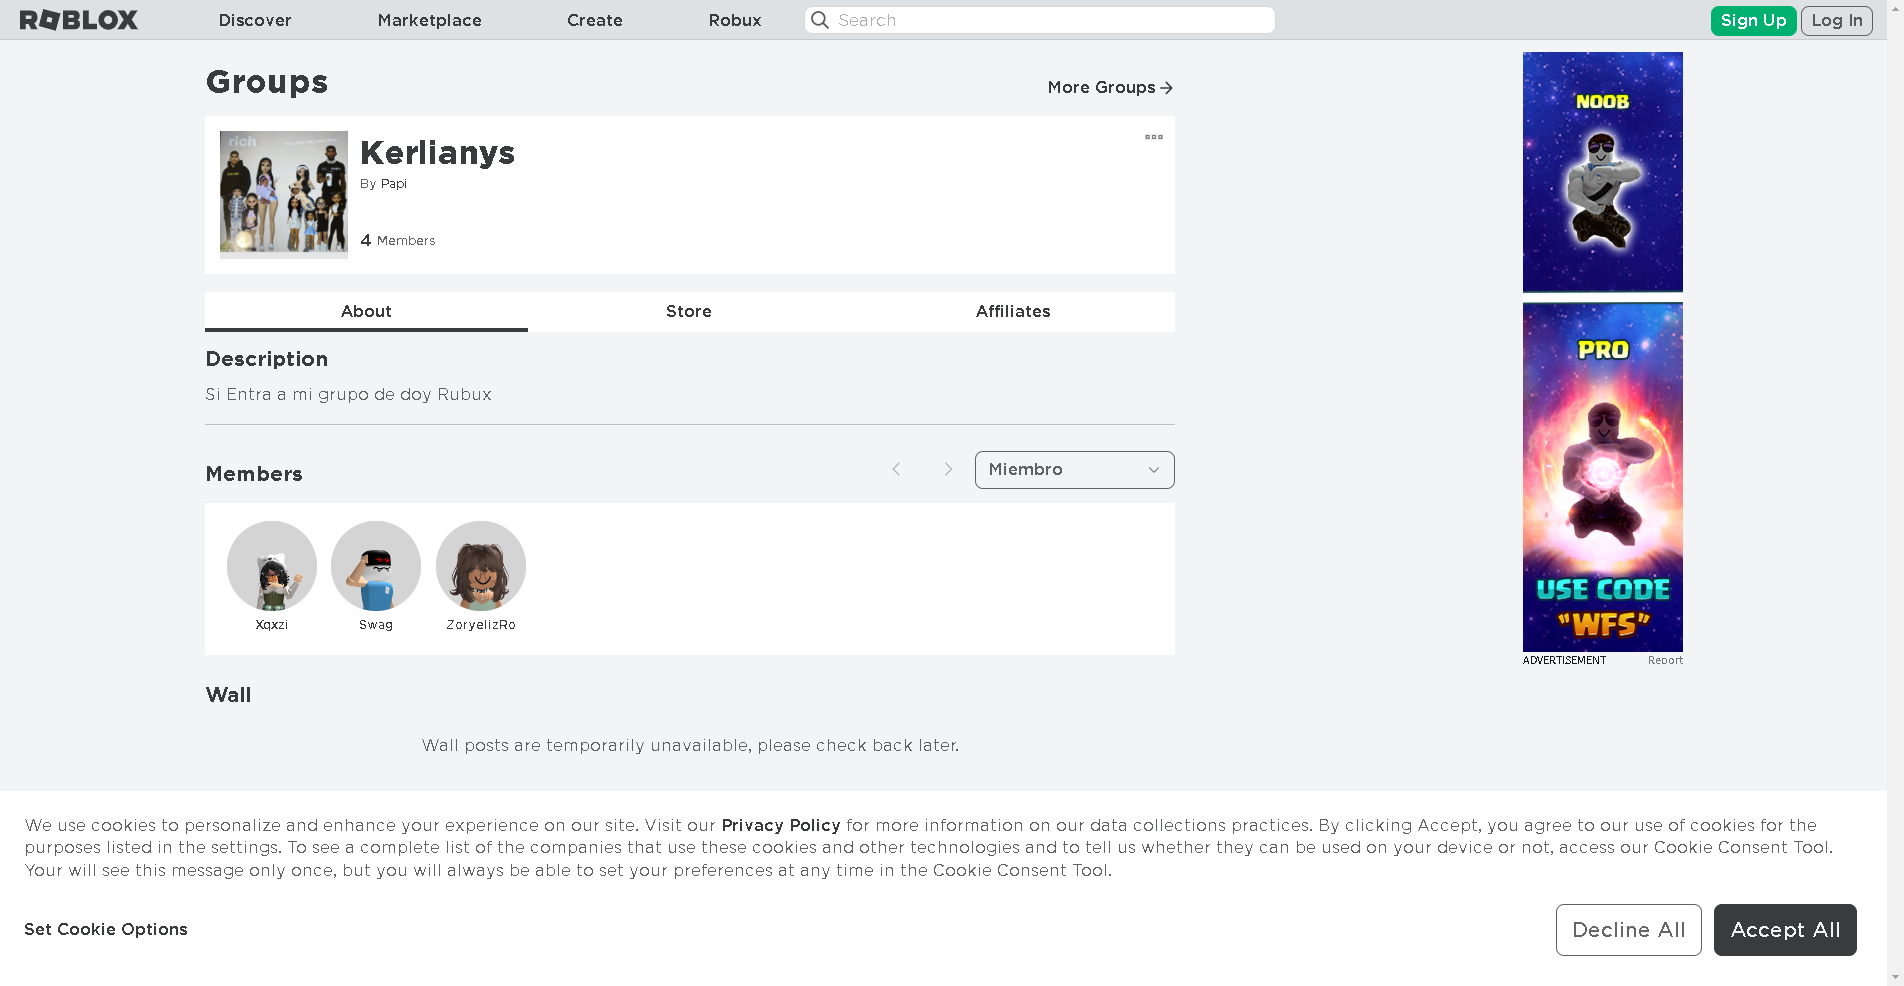 ROBLOX
Discover
Marketplace
Create
Robux
Search
Sign Up
Log In
Groups
More Groups
rich
Kerlianys
By Papi
4 Members
About
Store
Affiliates
Description
Si Entra a mi grupo de doy Rubux
Members
Miembro
Xqxzi
Swag
ZoryelizRo
Wall
Wall posts are temporarily unavailable, please check back later.
NOOB
PRO
USE CODE
"WFS"
ADVERTISEMENT
Report
We use cookies to personalize and enhance your experience on our site. Visit our Privacy Policy for more information on our data collections practices. By clicking Accept, you agree to our use of cookies for the
purposes listed in the settings. To see a complete list of the companies that use these cookies and other technologies and to tell us whether they can be used on your device or not, access our Cookie Consent Tool.
Your will see this message only once, but you will always be able to set your preferences at any time in the Cookie Consent Tool.
Set Cookie Options
Decline All
Accept All